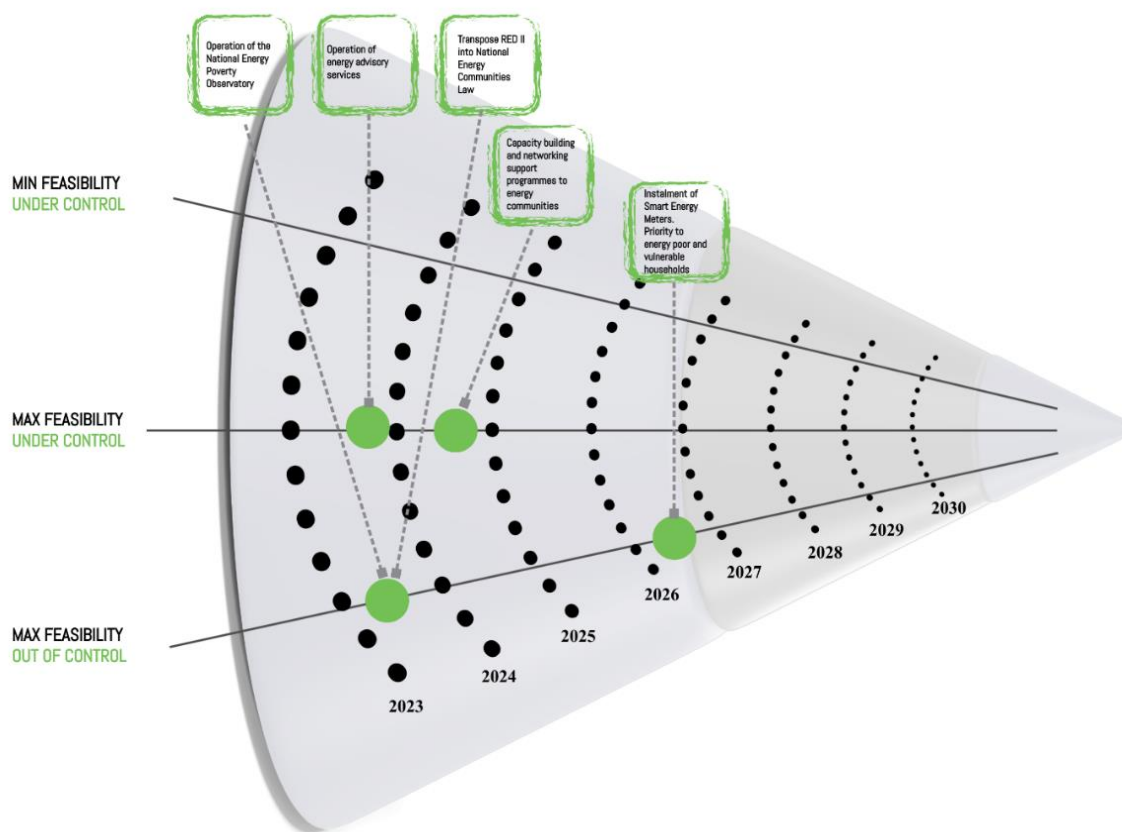 Operation of the
National Energy
Poverty
Observatory
Operation of
energy advisory
services
Transpose RED II
into National
Energy
Communities
Law
Capacity building
and networking
support
programmes to
energy
communities
Instalment of
Smart Energy
Meters.
Priority to
energy poor and
vulnerable
households
MIN FEASIBILITY
UNDER CONTROL
MAX FEASIBILITY
UNDER CONTROL
MAX FEASIBILITY
OUT OF CONTROL
2023
2024
2025
2026
2027
2028
2029
2030